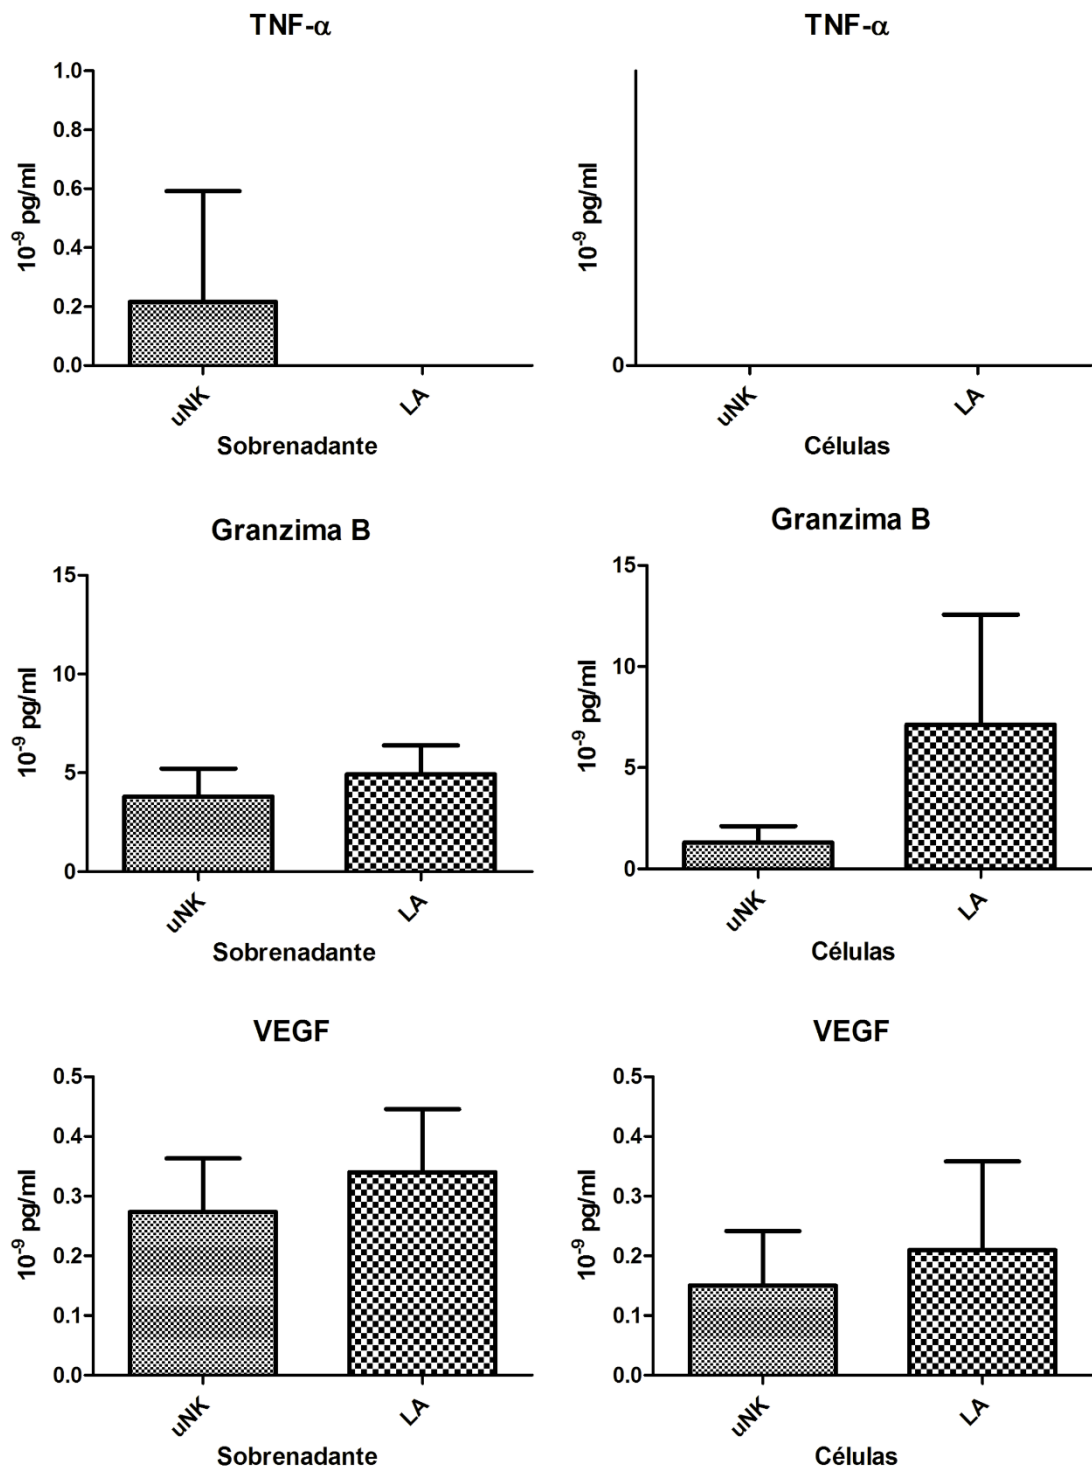 TNF-α
10⁻⁹ pg/ml
1.0
0.8
0.6
0.4
0.2
0.0
uNK
LA
Sobrenadante
TNF-α
10⁻⁹ pg/ml
0
uNK
LA
Células
Granzima B
10⁻⁹ pg/ml
15
10
5
0
uNK
LA
Sobrenadante
Granzima B
10⁻⁹ pg/ml
15
10
5
0
uNK
LA
Células
VEGF
10⁻⁹ pg/ml
0.5
0.4
0.3
0.2
0.1
0.0
uNK
LA
Sobrenadante
VEGF
10⁻⁹ pg/ml
0.5
0.4
0.3
0.2
0.1
0.0
uNK
LA
Células